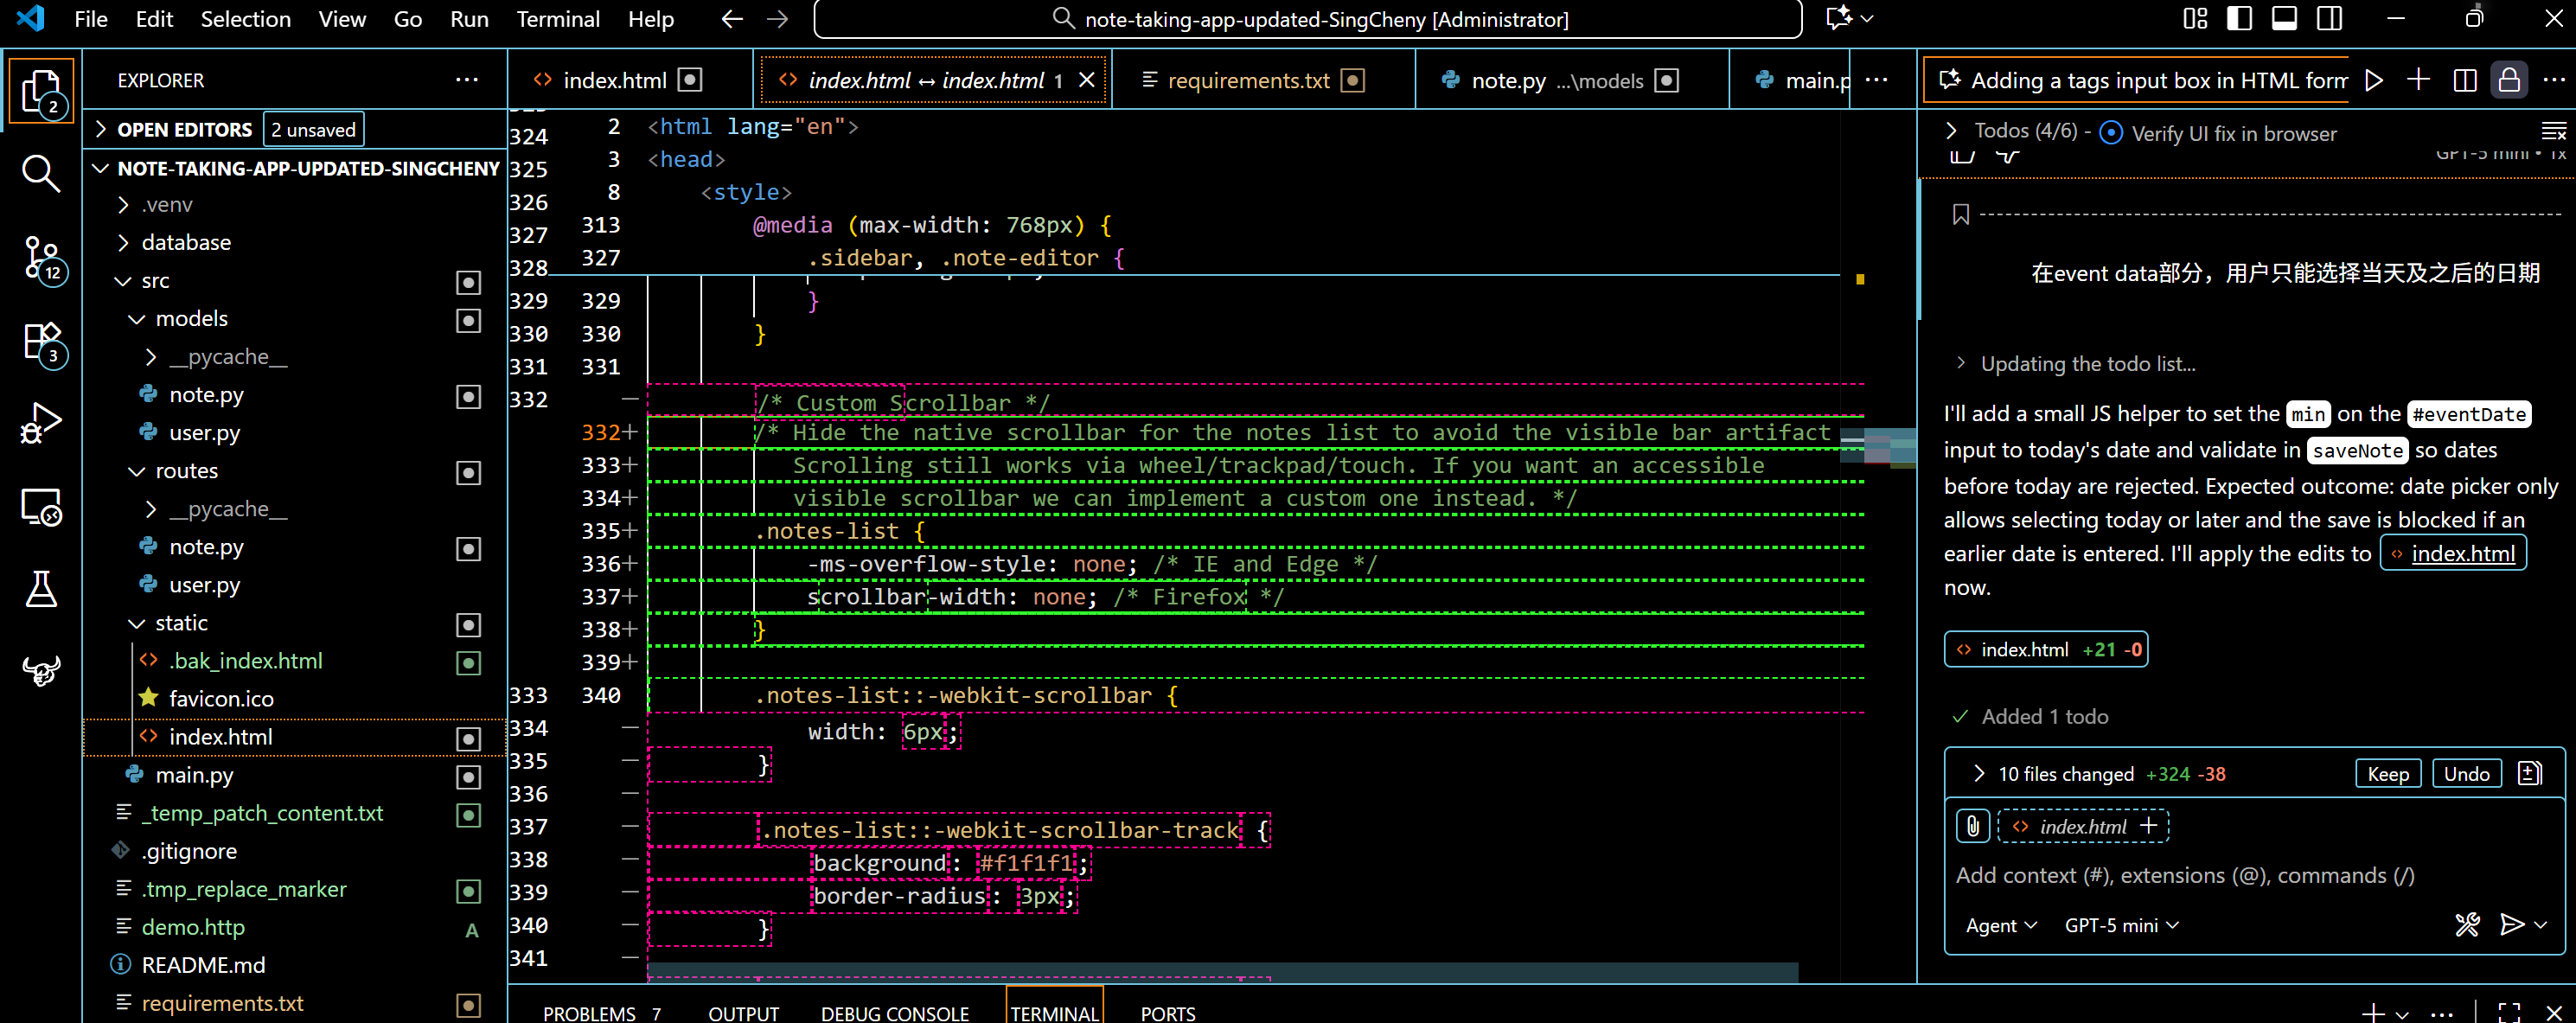 File Edit Selection View Go Run Terminal Help
note-taking-app-updated-SingCheny [Administrator]
EXPLORER
OPEN EDITORS 2 unsaved
NOTE-TAKING-APP-UPDATED-SINGCHENY
.venv
database
src
models
__pycache__
note.py
user.py
routes
__pycache__
note.py
user.py
static
.bak_index.html
favicon.ico
index.html
main.py
_temp_patch_content.txt
.gitignore
.tmp_replace_marker
demo.http A
README.md
requirements.txt
2
12
3
index.html
index.html ↔ index.html 1
requirements.txt
note.py ...\models
main.p
324 2 <html lang="en">
325 3 <head>
326 8 <style>
327 313 @media (max-width: 768px) {
328 327 .sidebar, .note-editor {
329 329 }
330 330 }
331 331
332 − /* Custom Scrollbar */
332+ /* Hide the native scrollbar for the notes list to avoid the visible bar artifact
333+ Scrolling still works via wheel/trackpad/touch. If you want an accessible
334+ visible scrollbar we can implement a custom one instead. */
335+ .notes-list {
336+ -ms-overflow-style: none; /* IE and Edge */
337+ scrollbar-width: none; /* Firefox */
338+ }
339+
333 340 .notes-list::-webkit-scrollbar {
334 − width: 6px;
335 − }
336 −
337 − .notes-list::-webkit-scrollbar-track {
338 − background: #f1f1f1;
339 − border-radius: 3px;
340 − }
341 −
PROBLEMS 7 OUTPUT DEBUG CONSOLE TERMINAL PORTS
Adding a tags input box in HTML form
Todos (4/6) - Verify UI fix in browser
GPT-5 mini • 1x
在event data部分，用户只能选择当天及之后的日期
Updating the todo list...
I'll add a small JS helper to set the min on the #eventDate
input to today's date and validate in saveNote so dates
before today are rejected. Expected outcome: date picker only
allows selecting today or later and the save is blocked if an
earlier date is entered. I'll apply the edits to index.html
now.
index.html +21 -0
Added 1 todo
10 files changed +324 -38 Keep Undo
index.html
Add context (#), extensions (@), commands (/)
Agent GPT-5 mini